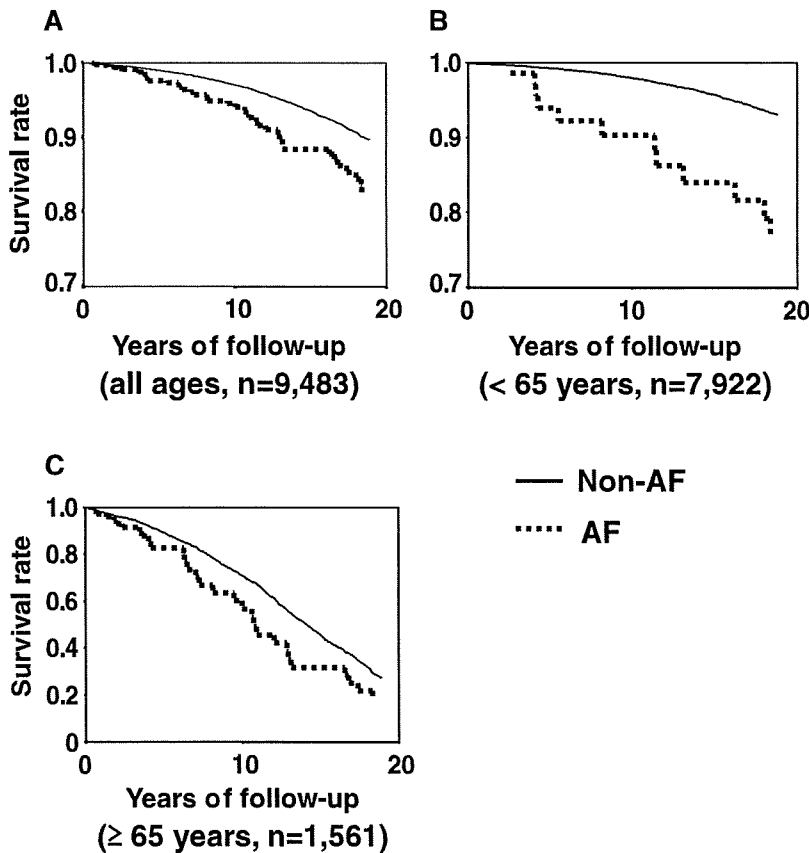 A
1.0
0.9
0.8
0.7
Survival rate
0
10
20
Years of follow-up
(all ages, n=9,483)
B
1.0
0.9
0.8
0.7
0
10
20
Years of follow-up
(< 65 years, n=7,922)
C
1.0
0.8
0.6
0.4
0.2
0
Survival rate
0
10
20
Years of follow-up
(≥ 65 years, n=1,561)
Non-AF
AF